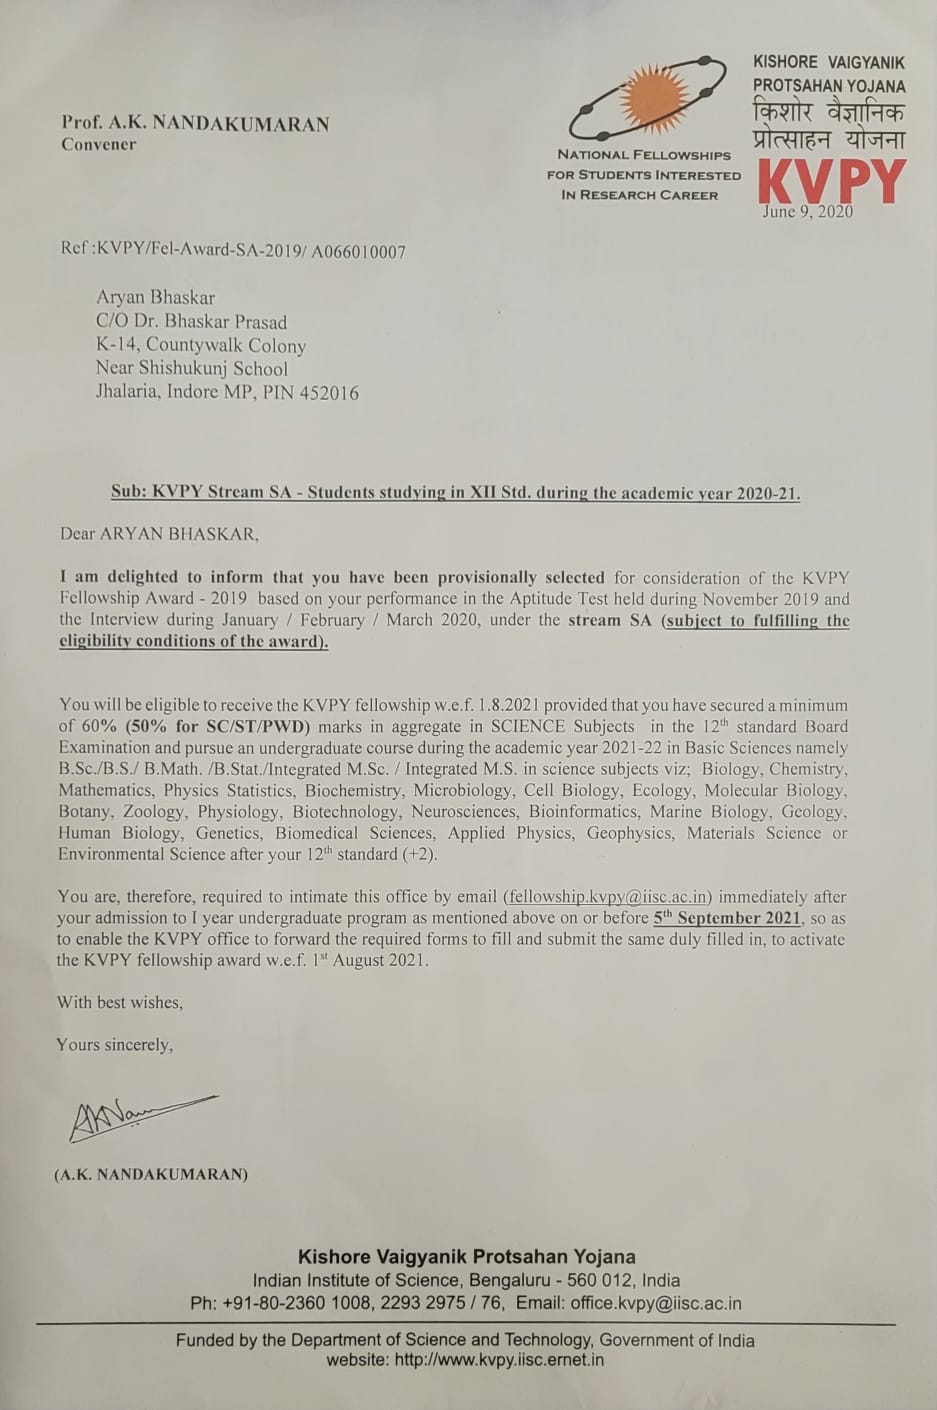 Prof. A.K. NANDAKUMARAN
Convener
NATIONAL FELLOWSHIPS
FOR STUDENTS INTERESTED
IN RESEARCH CAREER
KISHORE VAIGYANIK
PROTSAHAN YOJANA
किशोर वैज्ञानिक
प्रोत्साहन योजना
KVPY
June 9, 2020
Ref :KVPY/Fel-Award-SA-2019/ A066010007
Aryan Bhaskar
C/O Dr. Bhaskar Prasad
K-14, Countywalk Colony
Near Shishukunj School
Jhalaria, Indore MP, PIN 452016
Sub: KVPY Stream SA - Students studying in XII Std. during the academic year 2020-21.
Dear ARYAN BHASKAR,
I am delighted to inform that you have been provisionally selected for consideration of the KVPY
Fellowship Award - 2019 based on your performance in the Aptitude Test held during November 2019 and
the Interview during January / February / March 2020, under the stream SA (subject to fulfilling the
eligibility conditions of the award).
You will be eligible to receive the KVPY fellowship w.e.f. 1.8.2021 provided that you have secured a minimum
of 60% (50% for SC/ST/PWD) marks in aggregate in SCIENCE Subjects in the 12th standard Board
Examination and pursue an undergraduate course during the academic year 2021-22 in Basic Sciences namely
B.Sc./B.S./ B.Math. /B.Stat./Integrated M.Sc. / Integrated M.S. in science subjects viz; Biology, Chemistry,
Mathematics, Physics Statistics, Biochemistry, Microbiology, Cell Biology, Ecology, Molecular Biology,
Botany, Zoology, Physiology, Biotechnology, Neurosciences, Bioinformatics, Marine Biology, Geology,
Human Biology, Genetics, Biomedical Sciences, Applied Physics, Geophysics, Materials Science or
Environmental Science after your 12th standard (+2).
You are, therefore, required to intimate this office by email (fellowship.kvpy@iisc.ac.in) immediately after
your admission to I year undergraduate program as mentioned above on or before 5th September 2021, so as
to enable the KVPY office to forward the required forms to fill and submit the same duly filled in, to activate
the KVPY fellowship award w.e.f. 1st August 2021.
With best wishes,
Yours sincerely,
(A.K. NANDAKUMARAN)
Kishore Vaigyanik Protsahan Yojana
Indian Institute of Science, Bengaluru - 560 012, India
Ph: +91-80-2360 1008, 2293 2975 / 76, Email: office.kvpy@iisc.ac.in
Funded by the Department of Science and Technology, Government of India
website: http://www.kvpy.iisc.ernet.in